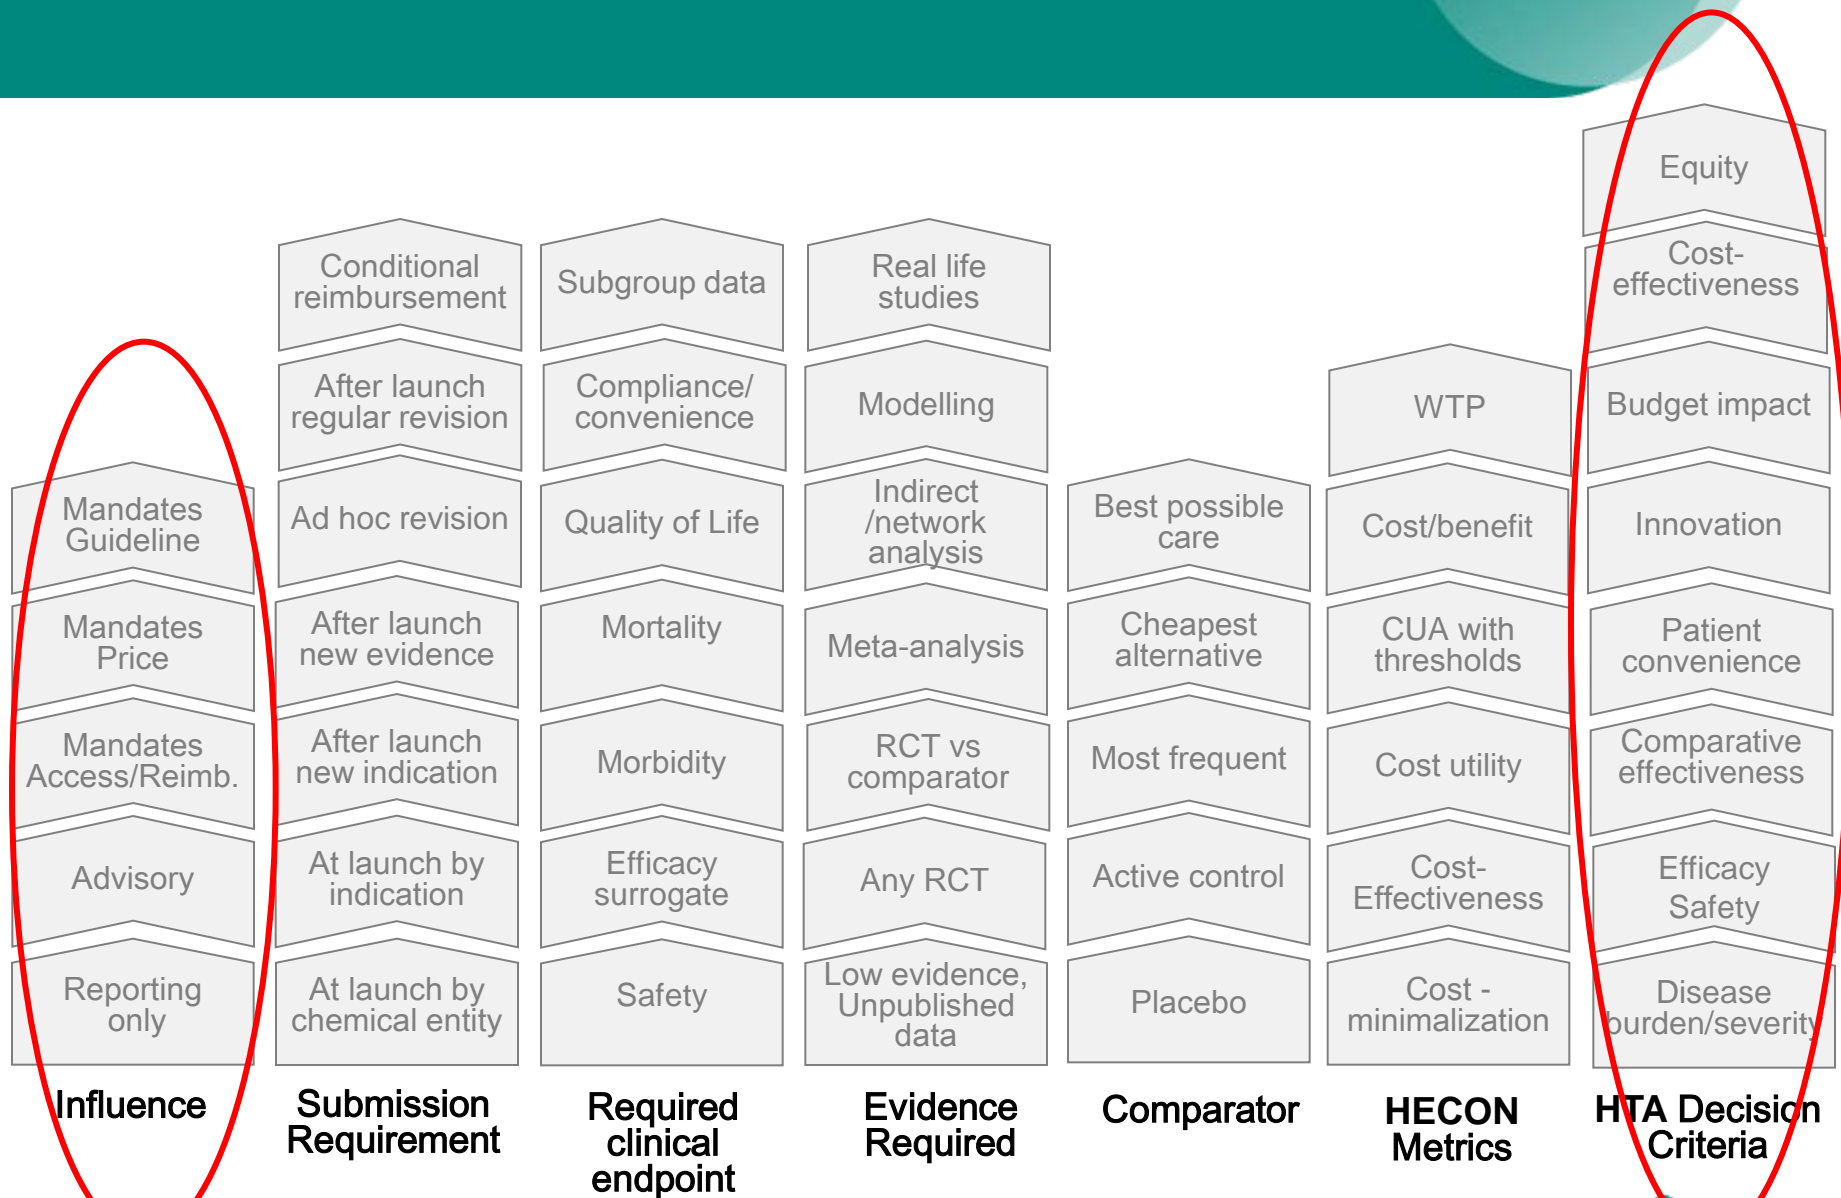 Mandates
Guideline
Mandates
Price
Mandates
Access/Reimb.
Advisory
Reporting
only
Influence
Conditional
reimbursement
After launch
regular revision
Ad hoc revision
After launch
new evidence
After launch
new indication
At launch by
indication
At launch by
chemical entity
Submission
Requirement
Subgroup data
Compliance/
convenience
Quality of Life
Mortality
Morbidity
Efficacy
surrogate
Safety
Required
clinical
endpoint
Real life
studies
Modelling
Indirect
/network
analysis
Meta-analysis
RCT vs
comparator
Any RCT
Low evidence,
Unpublished
data
Evidence
Required
Best possible
care
Cheapest
alternative
Most frequent
Active control
Placebo
Comparator
WTP
Cost/benefit
CUA with
thresholds
Cost utility
Cost-
Effectiveness
Cost -
minimalization
HECON
Metrics
Equity
Cost-
effectiveness
Budget impact
Innovation
Patient
convenience
Comparative
effectiveness
Efficacy
Safety
Disease
burden/severity
HTA Decision
Criteria